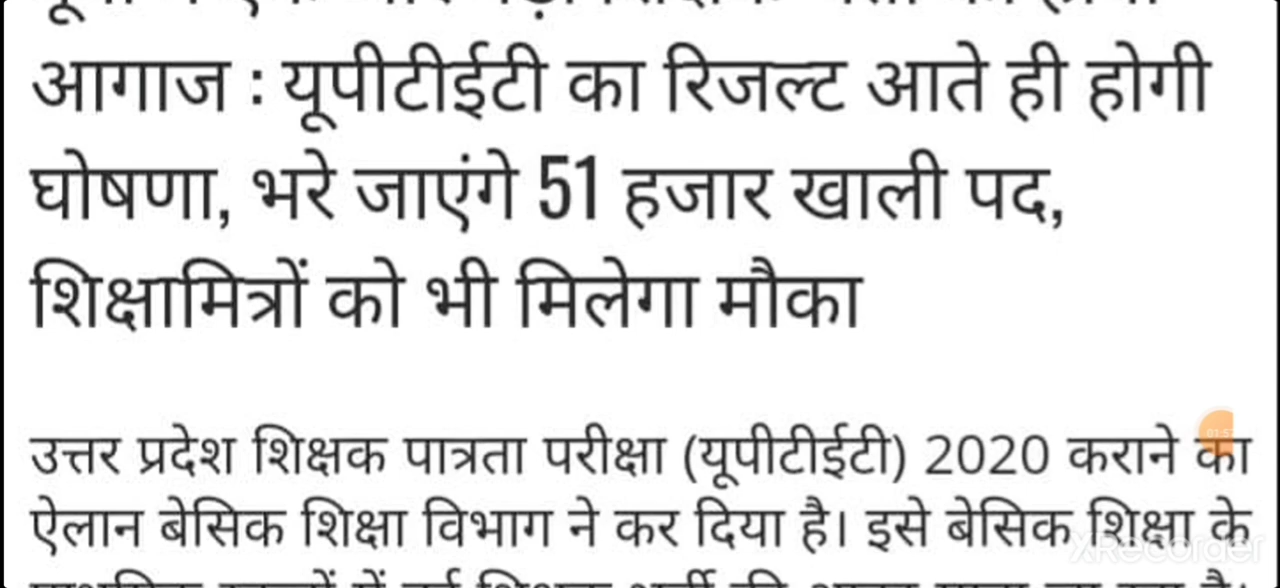 आगाज : यूपीटीईटी का रिजल्ट आते ही होगी
घोषणा, भरे जाएंगे 51 हजार खाली पद,
शिक्षामित्रों को भी मिलेगा मौका
उत्तर प्रदेश शिक्षक पात्रता परीक्षा (यूपीटीईटी) 2020 कराने का
ऐलान बेसिक शिक्षा विभाग ने कर दिया है। इसे बेसिक शिक्षा के
XRecorder